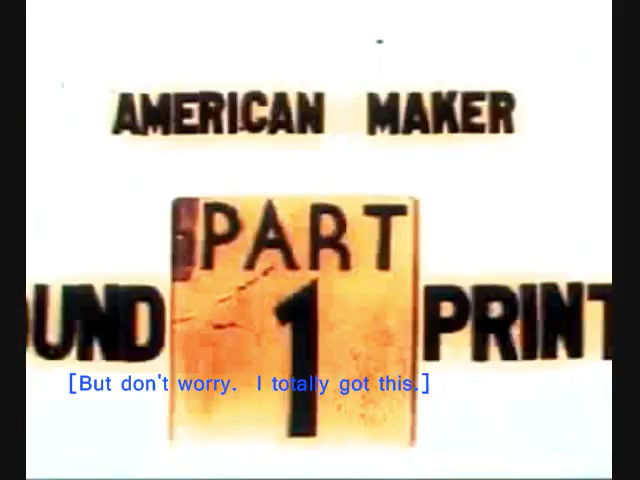 AMERICAN MAKER
PART
1
UND PRINT
[But don't worry. I totally got this.]